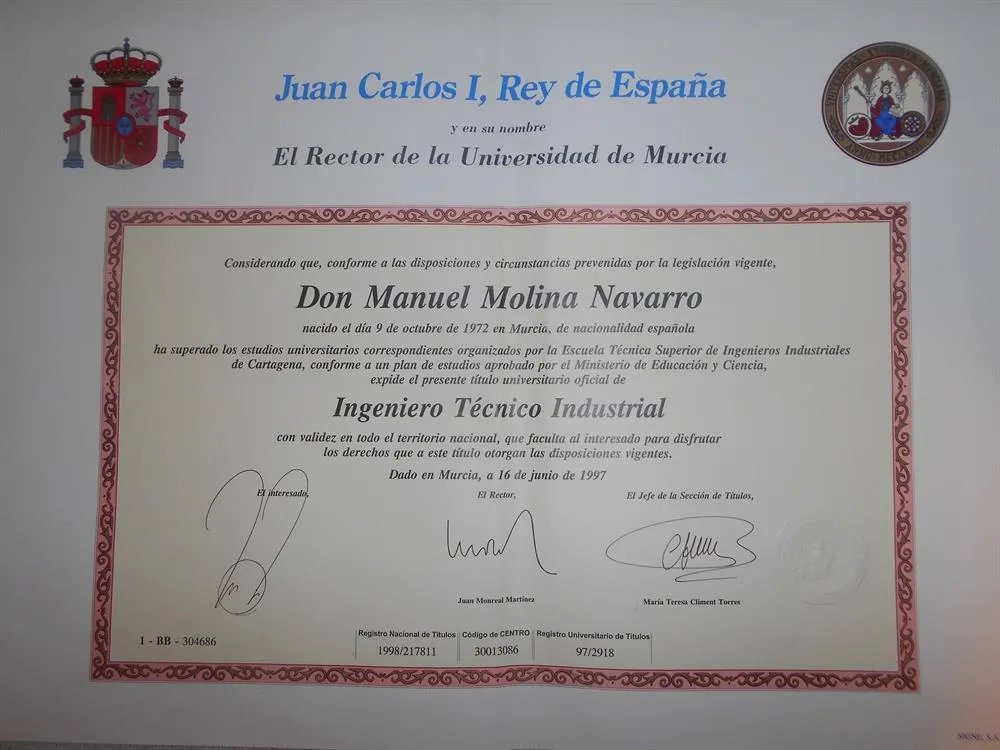 Juan Carlos I, Rey de España
y en su nombre
El Rector de la Universidad de Murcia
Considerando que, conforme a las disposiciones y circunstancias prevenidas por la legislación vigente,
Don Manuel Molina Navarro
nacido el día 9 de octubre de 1972 en Murcia, de nacionalidad española
ha superado los estudios universitarios correspondientes organizados por la Escuela Técnica Superior de Ingenieros Industriales
de Cartagena, conforme a un plan de estudios aprobado por el Ministerio de Educación y Ciencia,
expide el presente título universitario oficial de
Ingeniero Técnico Industrial
con validez en todo el territorio nacional, que faculta al interesado para disfrutar
los derechos que a este título otorgan las disposiciones vigentes.
Dado en Murcia, a 16 de junio de 1997
El interesado,
El Rector,
El Jefe de la Sección de Títulos,
Juan Monreal Martínez
María Teresa Climent Torres
1 - BB - 304686
Registro Nacional de Títulos
1998/217811
Código de CENTRO
30013086
Registro Universitario de Títulos
97/2918
SIGNE, S.A.